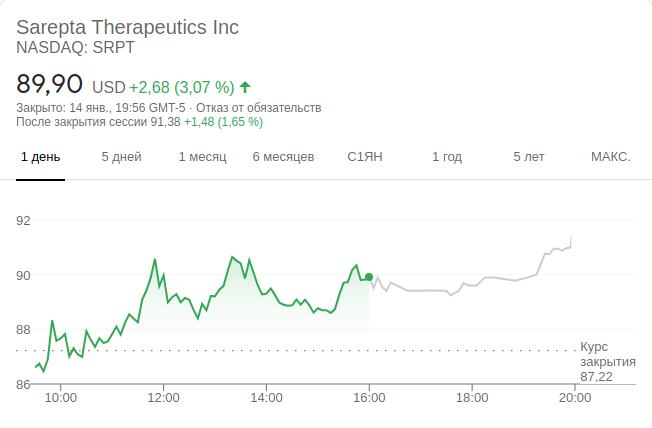 Sarepta Therapeutics Inc
NASDAQ: SRPT
89,90 USD +2,68 (3,07 %)
Закрыто: 14 янв., 19:56 GMT-5 · Отказ от обязательств
После закрытия сессии 91,38 +1,48 (1,65 %)
1 день 5 дней 1 месяц 6 месяцев С1ЯН 1 год 5 лет МАКС.
92
90
88
Курс
закрытия
87,22
86
10:00 12:00 14:00 16:00 18:00 20:00